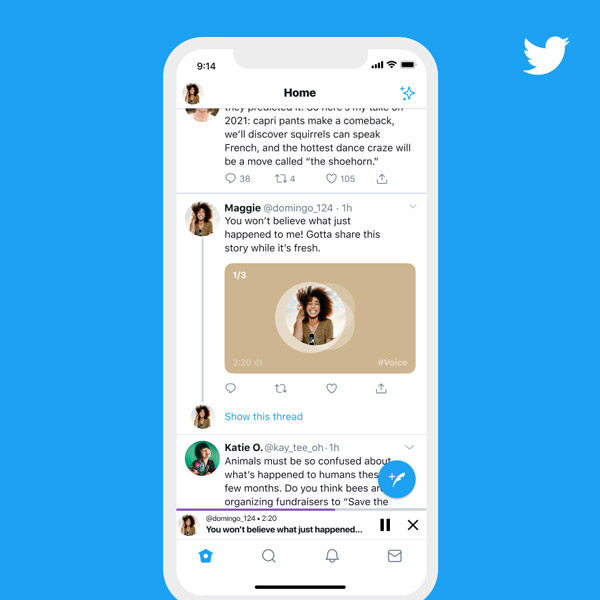 9:14
Home
they predicted it. So here's my take on
2021: capri pants make a comeback,
we'll discover squirrels can speak
French, and the hottest dance craze will
be a move called “the shoehorn.”
38 4 105
Maggie @domingo_124 · 1h
You won't believe what just
happened to me! Gotta share this
story while it's fresh.
1/3
2:20 #Voice
Show this thread
Katie O. @kay_tee_oh · 1h
Animals must be so confused about
what's happened to humans these
few months. Do you think bees are
organizing fundraisers to “Save the
@domingo_124 • 2:20
You won't believe what just happened...